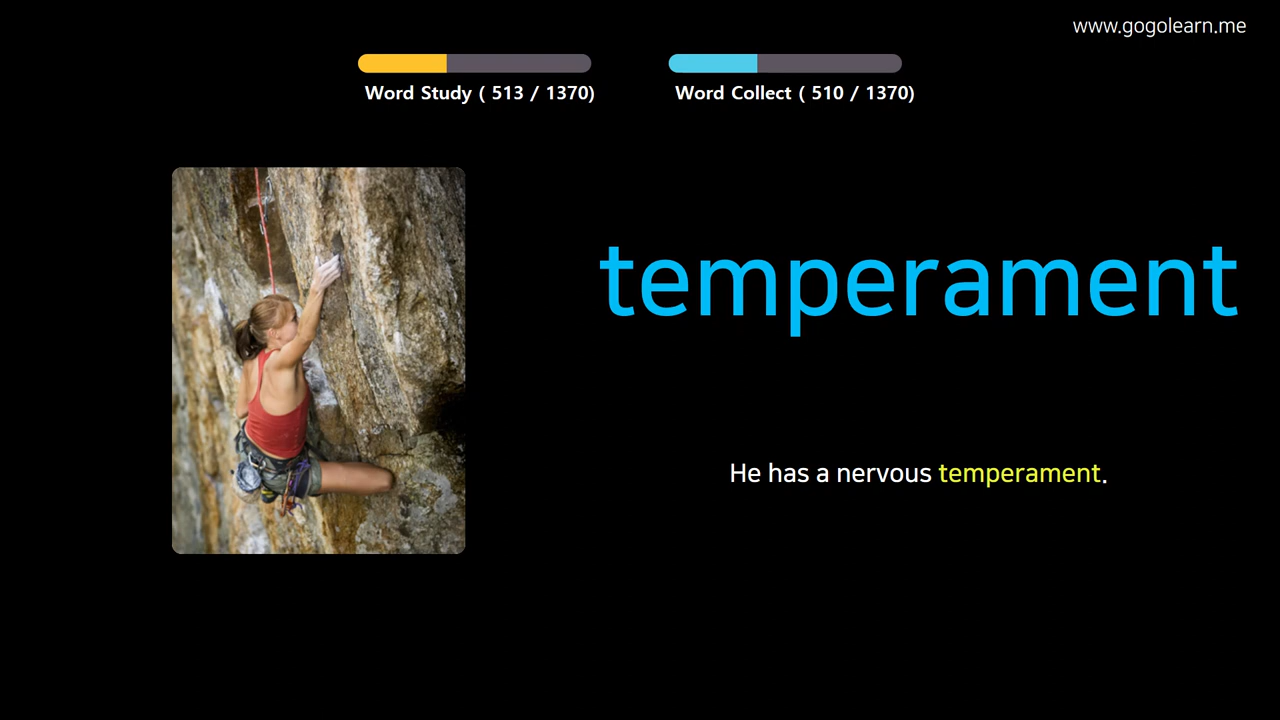 www.gogolearn.me
Word Study ( 513 / 1370)
Word Collect ( 510 / 1370)
temperament
He has a nervous temperament.